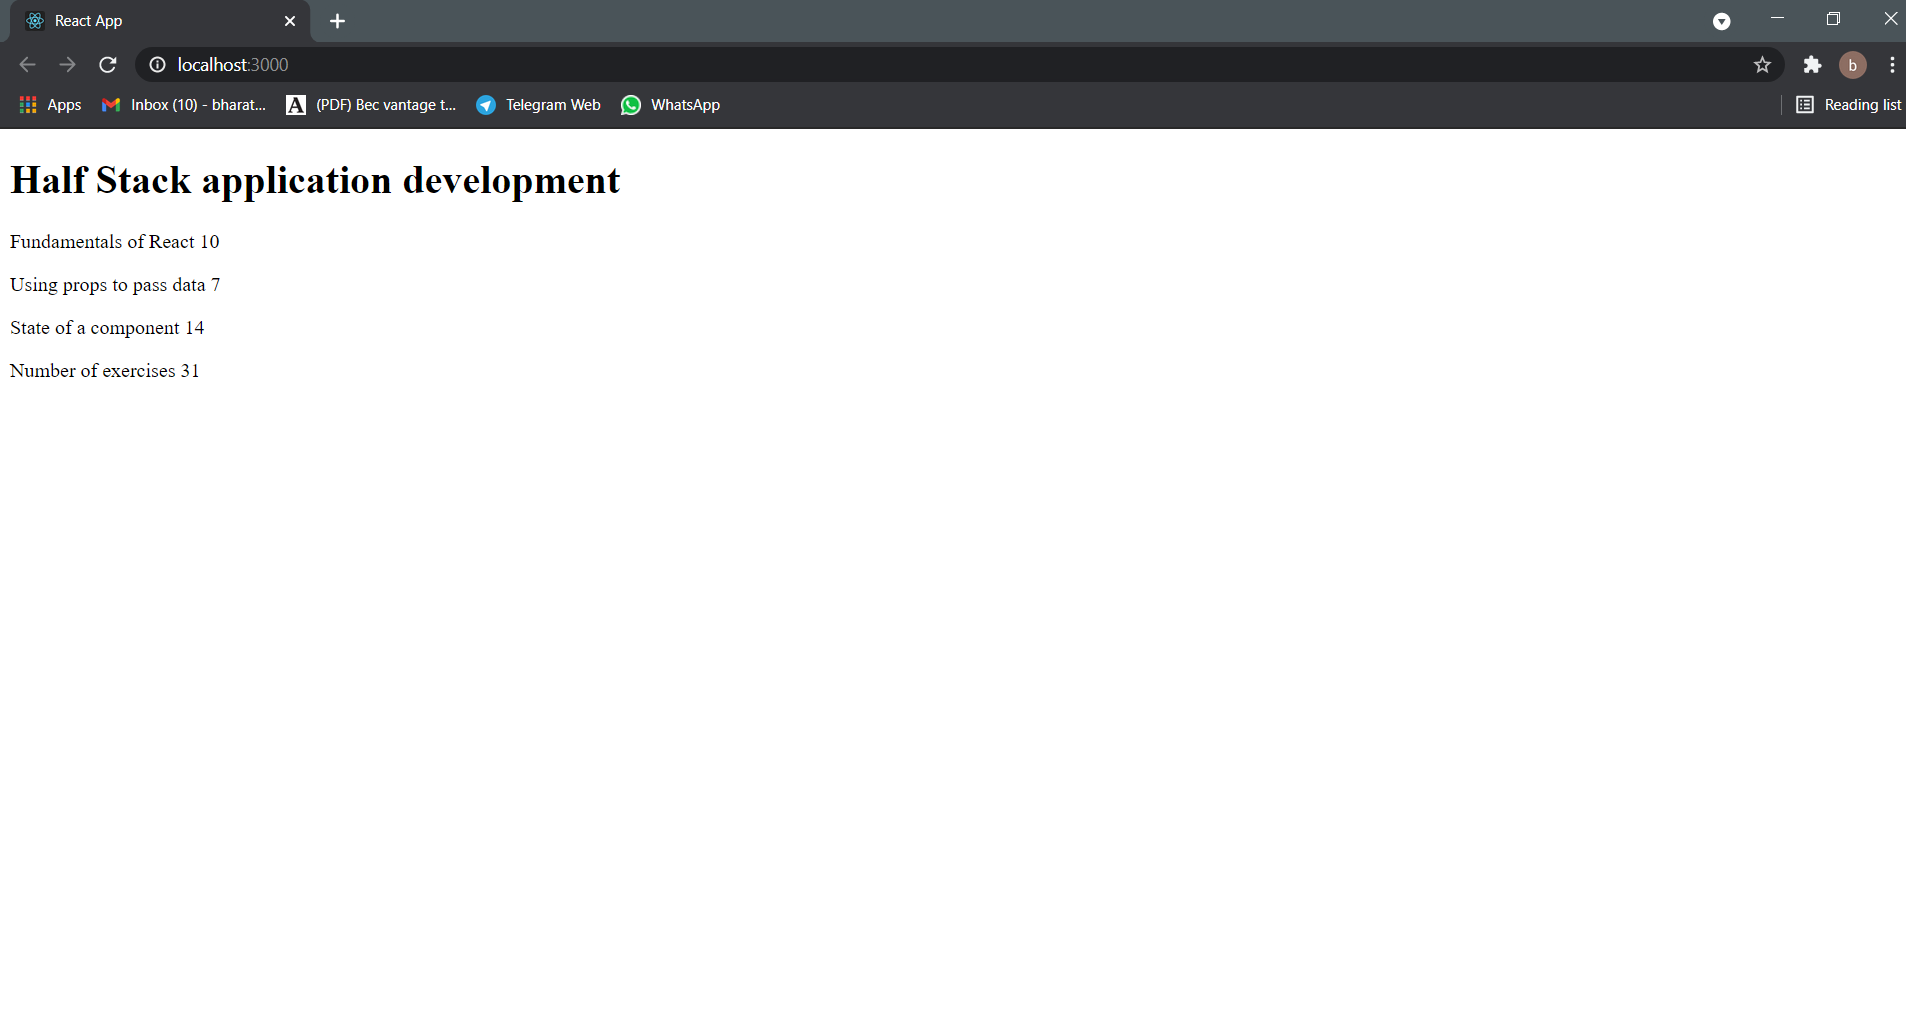 React App
localhost:3000
b
Apps
Inbox (10) - bharat...
A
(PDF) Bec vantage t...
Telegram Web
WhatsApp
Reading list
Half Stack application development
Fundamentals of React 10
Using props to pass data 7
State of a component 14
Number of exercises 31